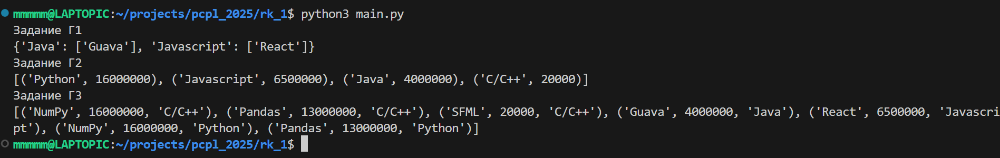 mmmmm@LAPTOPIC:~/projects/pcpl_2025/rk_1$ python3 main.py
Задание Г1
{'Java': ['Guava'], 'Javascript': ['React']}
Задание Г2
[('Python', 16000000), ('Javascript', 6500000), ('Java', 4000000), ('C/C++', 20000)]
Задание Г3
[('NumPy', 16000000, 'C/C++'), ('Pandas', 13000000, 'C/C++'), ('SFML', 20000, 'C/C++'), ('Guava', 4000000, 'Java'), ('React', 6500000, 'Javascri
pt'), ('NumPy', 16000000, 'Python'), ('Pandas', 13000000, 'Python')]
mmmmm@LAPTOPIC:~/projects/pcpl_2025/rk_1$